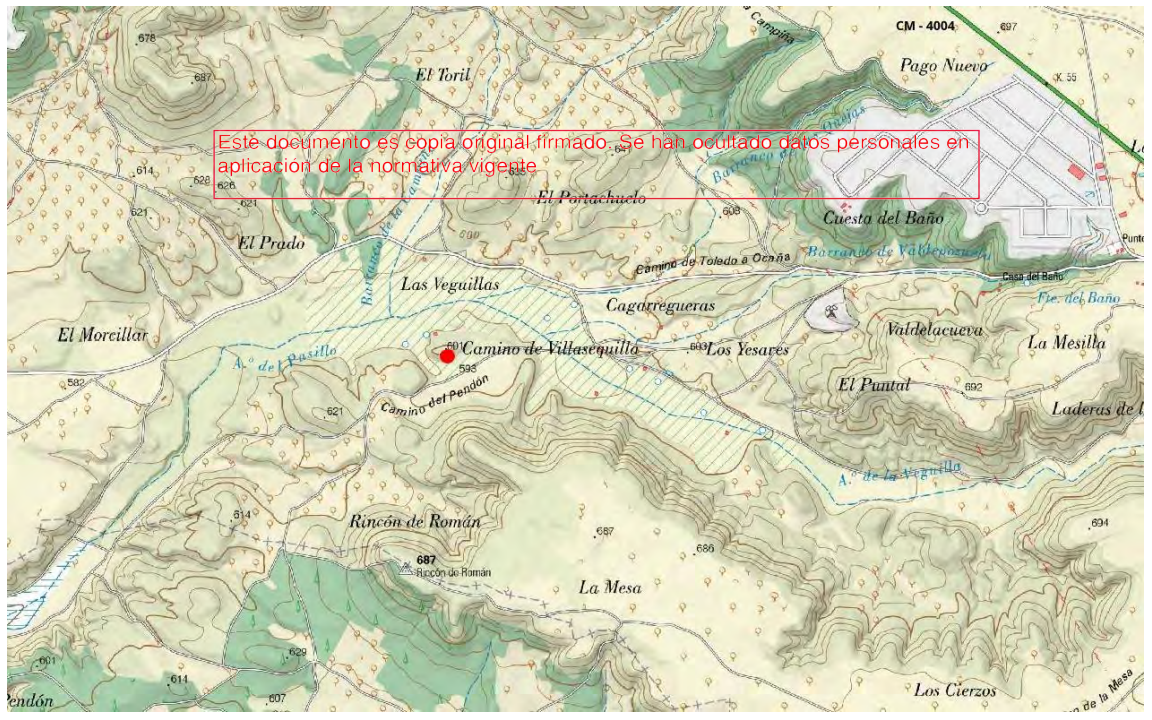 CM - 4004
697
678
Pago Nuevo
El Toril
687
K. 55
Este documento es copia original firmado. Se han ocultado datos personales en
aplicación de la normativa vigente
614
628
626
621
621
El Portachuelo
603
Cuesta del Baño
600
El Prado
Camino de Toledo a Ocaña
Casa del Baño
Las Veguillas
Cagarregueras
Fte. del Baño
El Morcillar
Valdelacueva
La Mesilla
601
Camino de Villasequilla
603
Los Yesares
A.º del Pasillo
593
582
El Puntal
692
Camino del Pendón
621
Laderas de l
A.º de la Veguilla
614
Rincón de Román
687
694
686
687
Rincón de Román
La Mesa
629
601
614
607
Pendón
Los Cierzos
de la Mesa